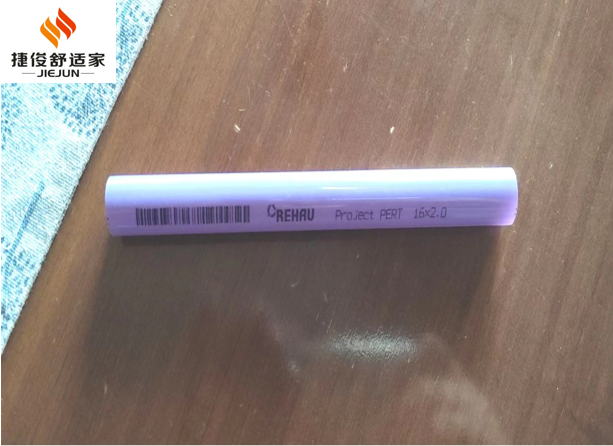 捷俊舒适家
JIEJUN
REHAU Project PERT 16x2.0